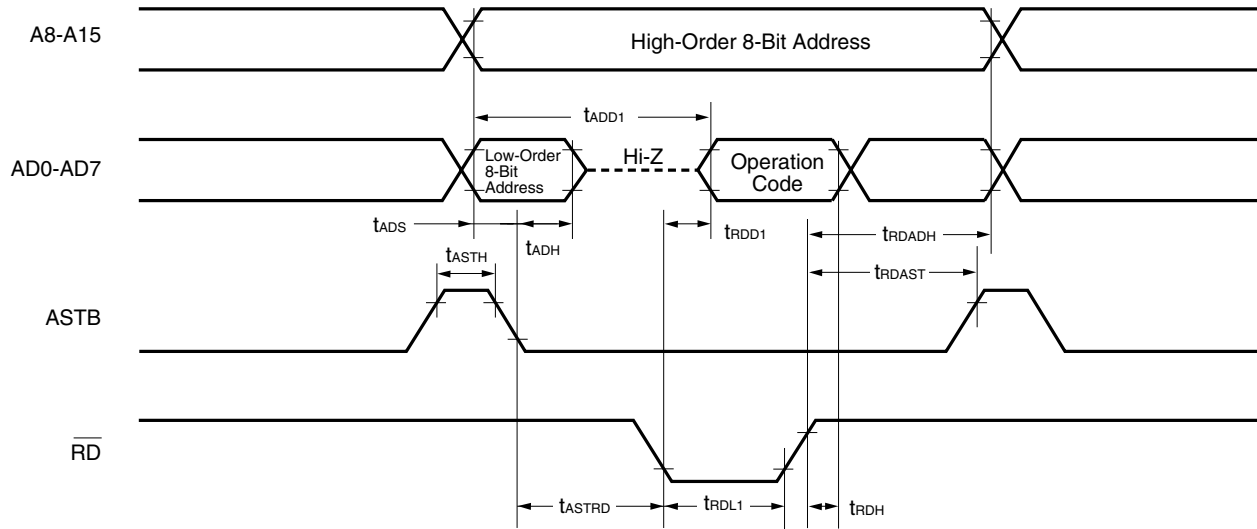 A8-A15
High-Order 8-Bit Address
tADD1
AD0-AD7
Low-Order
8-Bit
Address
Hi-Z
Operation
Code
tADS
tADH
tRDD1
tRDADH
tASTH
tRDAST
ASTB
RD
tASTRD
tRDL1
tRDH